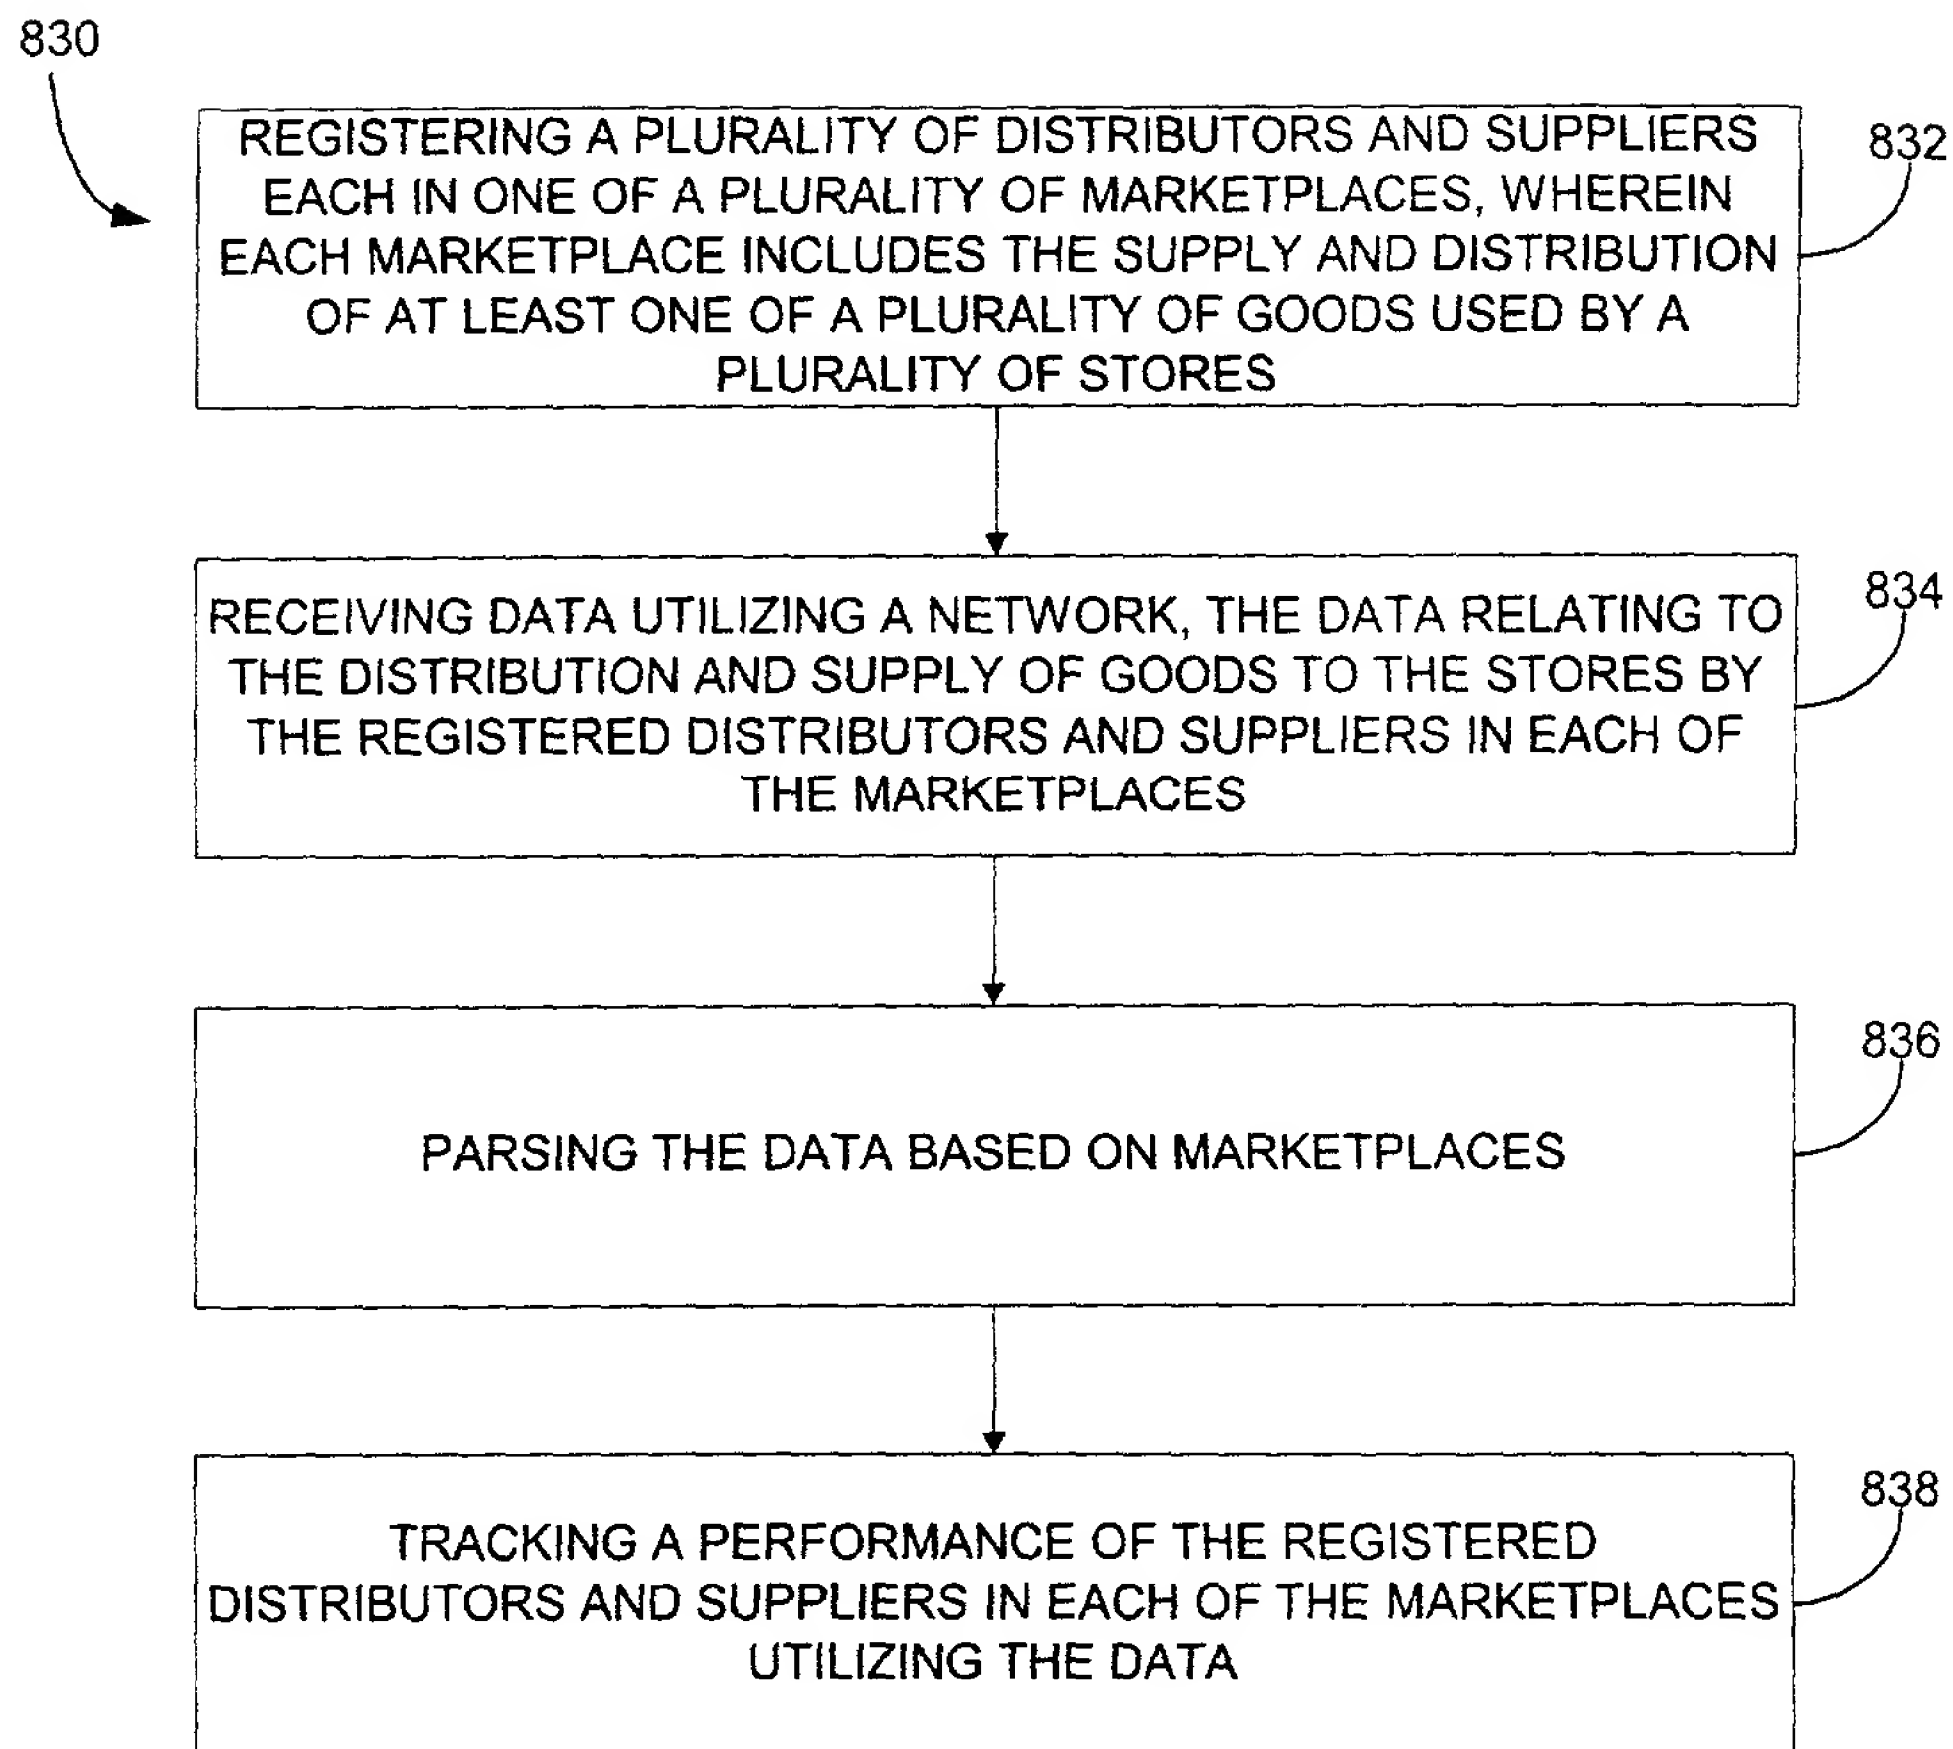 830
REGISTERING A PLURALITY OF DISTRIBUTORS AND SUPPLIERS
EACH IN ONE OF A PLURALITY OF MARKETPLACES, WHEREIN
EACH MARKETPLACE INCLUDES THE SUPPLY AND DISTRIBUTION
OF AT LEAST ONE OF A PLURALITY OF GOODS USED BY A
PLURALITY OF STORES
832
RECEIVING DATA UTILIZING A NETWORK, THE DATA RELATING TO
THE DISTRIBUTION AND SUPPLY OF GOODS TO THE STORES BY
THE REGISTERED DISTRIBUTORS AND SUPPLIERS IN EACH OF
THE MARKETPLACES
834
PARSING THE DATA BASED ON MARKETPLACES
836
TRACKING A PERFORMANCE OF THE REGISTERED
DISTRIBUTORS AND SUPPLIERS IN EACH OF THE MARKETPLACES
UTILIZING THE DATA
838